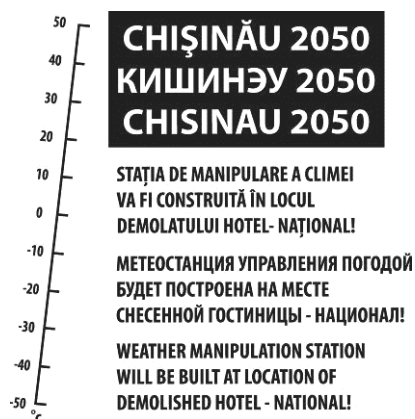 CHIŞINĂU 2050
КИШИНЭУ 2050
CHISINAU 2050
STAȚIA DE MANIPULARE A CLIMEI
VA FI CONSTRUITĂ ÎN LOCUL
DEMOLATULUI HOTEL- NAȚIONAL!
МЕТЕОСТАНЦИЯ УПРАВЛЕНИЯ ПОГОДОЙ
БУДЕТ ПОСТРОЕНА НА МЕСТЕ
СНЕСЕННОЙ ГОСТИНИЦЫ - НАЦИОНАЛ!
WEATHER MANIPULATION STATION
WILL BE BUILT AT LOCATION OF
DEMOLISHED HOTEL - NATIONAL!
50
40
30
20
10
0
-10
-20
-30
-40
-50
°C